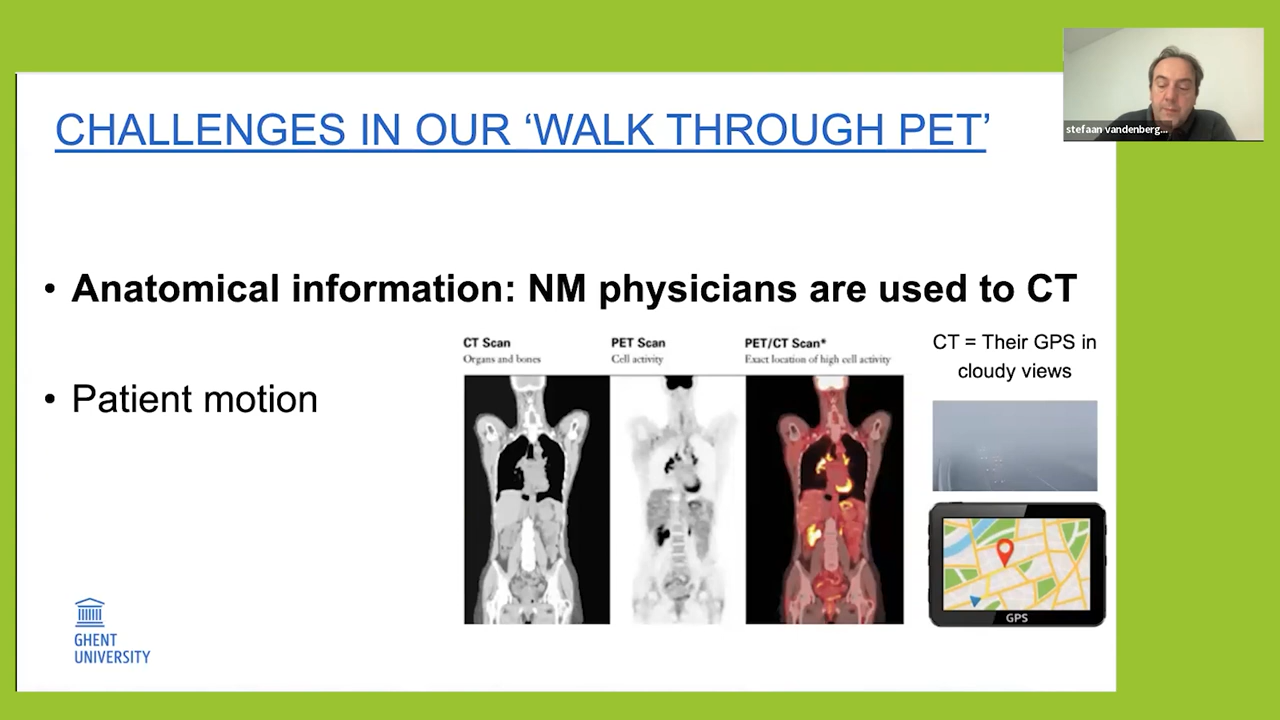 CHALLENGES IN OUR ‘WALK THROUGH PET’
stefaan vandenberg...
• Anatomical information: NM physicians are used to CT
• Patient motion
CT Scan
Organs and bones
PET Scan
Cell activity
PET/CT Scan*
Exact location of high cell activity
CT = Their GPS in
cloudy views
GPS
GHENT
UNIVERSITY